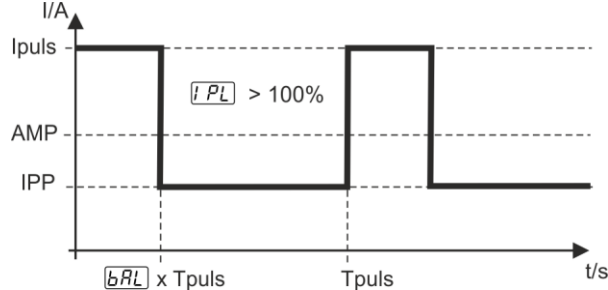 I/A
Ipuls
IPL > 100%
AMP
IPP
bAL x Tpuls
Tpuls
t/s